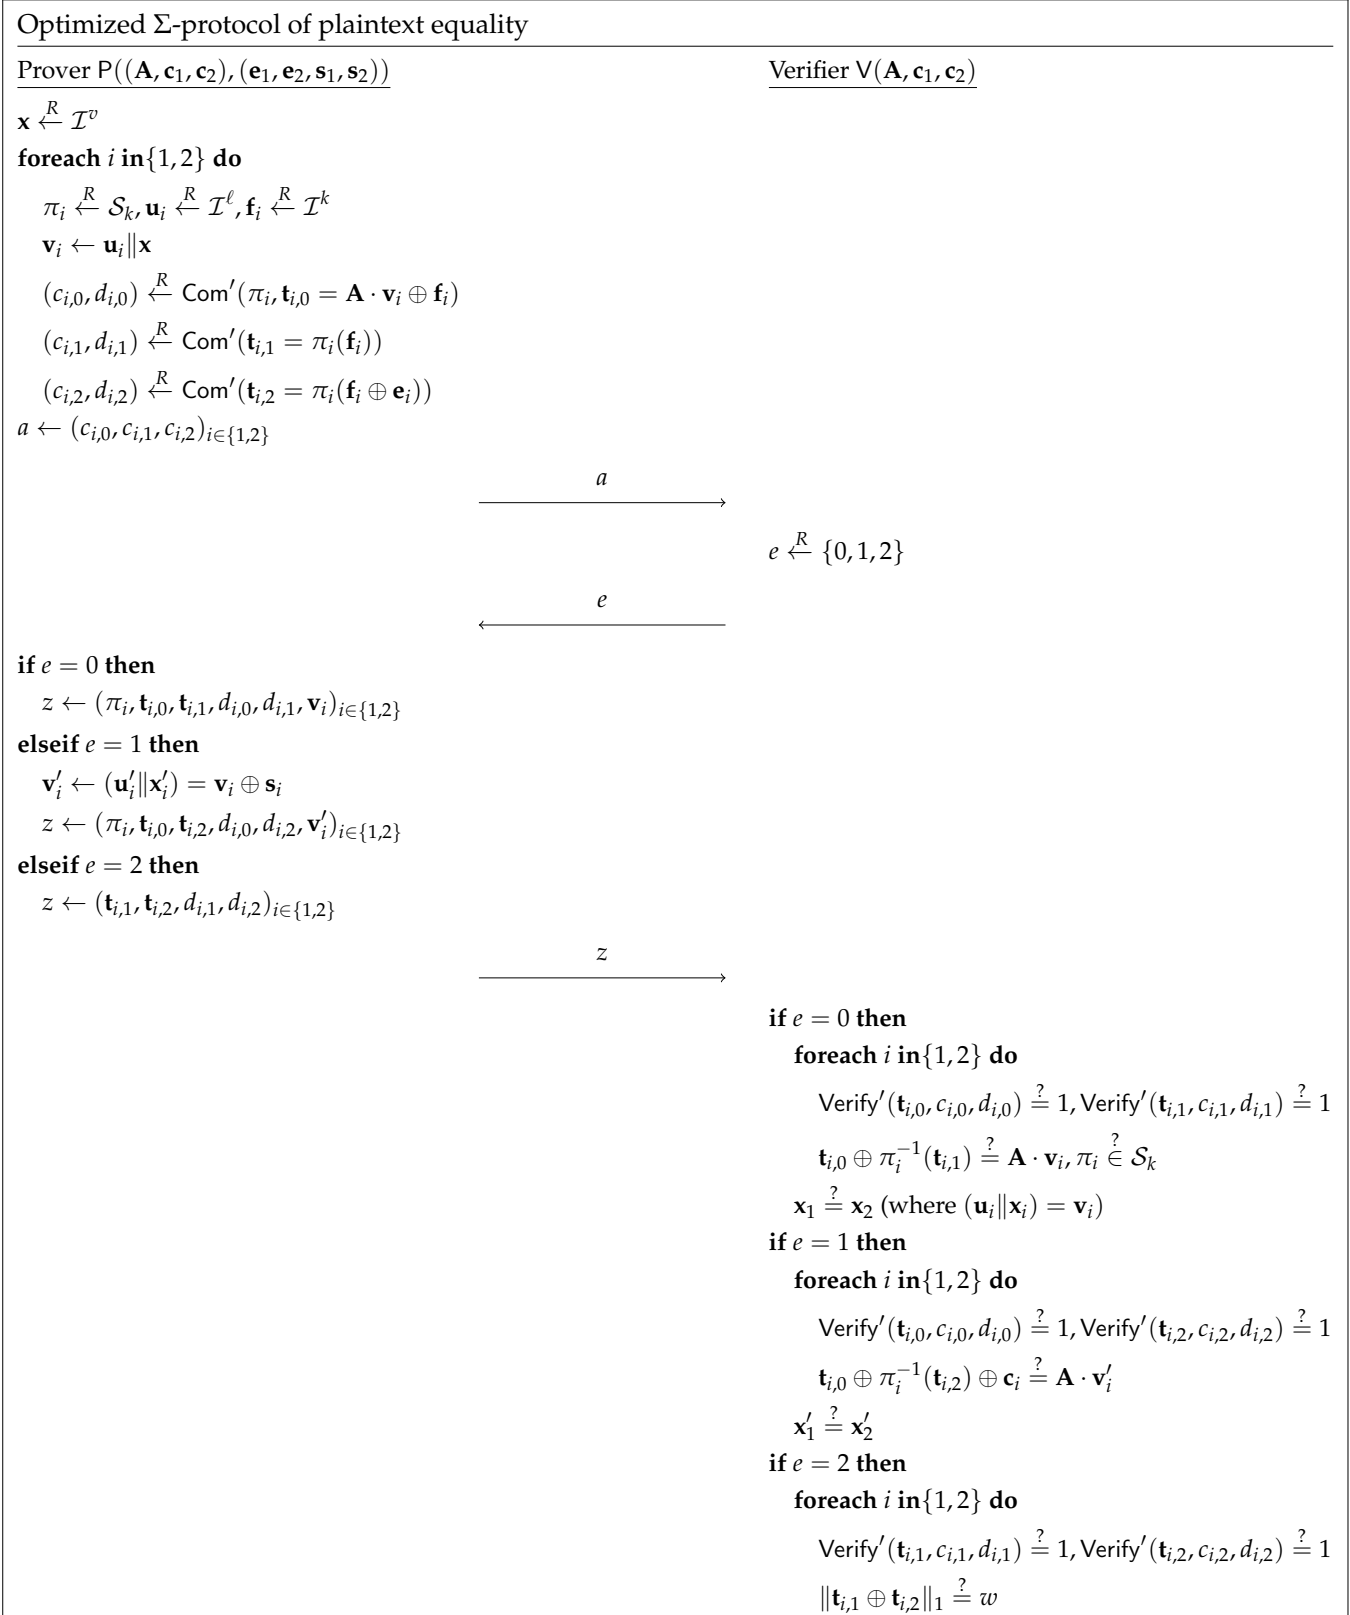 Optimized Σ-protocol of plaintext equality
Prover P((A, c₁, c₂), (e₁, e₂, s₁, s₂)) Verifier V(A, c₁, c₂)
x ←ᴿ ℐᵛ
foreach i in{1, 2} do
πᵢ ←ᴿ 𝒮ₖ, uᵢ ←ᴿ ℐ^ℓ, fᵢ ←ᴿ ℐᵏ
vᵢ ← uᵢ‖x
(cᵢ,₀, dᵢ,₀) ←ᴿ Com′(πᵢ, tᵢ,₀ = A · vᵢ ⊕ fᵢ)
(cᵢ,₁, dᵢ,₁) ←ᴿ Com′(tᵢ,₁ = πᵢ(fᵢ))
(cᵢ,₂, dᵢ,₂) ←ᴿ Com′(tᵢ,₂ = πᵢ(fᵢ ⊕ eᵢ))
a ← (cᵢ,₀, cᵢ,₁, cᵢ,₂)ᵢ∈{1,2}
a
e ←ᴿ {0, 1, 2}
e
if e = 0 then
z ← (πᵢ, tᵢ,₀, tᵢ,₁, dᵢ,₀, dᵢ,₁, vᵢ)ᵢ∈{1,2}
elseif e = 1 then
v′ᵢ ← (u′ᵢ‖x′ᵢ) = vᵢ ⊕ sᵢ
z ← (πᵢ, tᵢ,₀, tᵢ,₂, dᵢ,₀, dᵢ,₂, v′ᵢ)ᵢ∈{1,2}
elseif e = 2 then
z ← (tᵢ,₁, tᵢ,₂, dᵢ,₁, dᵢ,₂)ᵢ∈{1,2}
z
if e = 0 then
foreach i in{1, 2} do
Verify′(tᵢ,₀, cᵢ,₀, dᵢ,₀) ≟ 1, Verify′(tᵢ,₁, cᵢ,₁, dᵢ,₁) ≟ 1
tᵢ,₀ ⊕ πᵢ⁻¹(tᵢ,₁) ≟ A · vᵢ, πᵢ ∈? 𝒮ₖ
x₁ ≟ x₂ (where (uᵢ‖xᵢ) = vᵢ)
if e = 1 then
foreach i in{1, 2} do
Verify′(tᵢ,₀, cᵢ,₀, dᵢ,₀) ≟ 1, Verify′(tᵢ,₂, cᵢ,₂, dᵢ,₂) ≟ 1
tᵢ,₀ ⊕ πᵢ⁻¹(tᵢ,₂) ⊕ cᵢ ≟ A · v′ᵢ
x′₁ ≟ x′₂
if e = 2 then
foreach i in{1, 2} do
Verify′(tᵢ,₁, cᵢ,₁, dᵢ,₁) ≟ 1, Verify′(tᵢ,₂, cᵢ,₂, dᵢ,₂) ≟ 1
‖tᵢ,₁ ⊕ tᵢ,₂‖₁ ≟ w